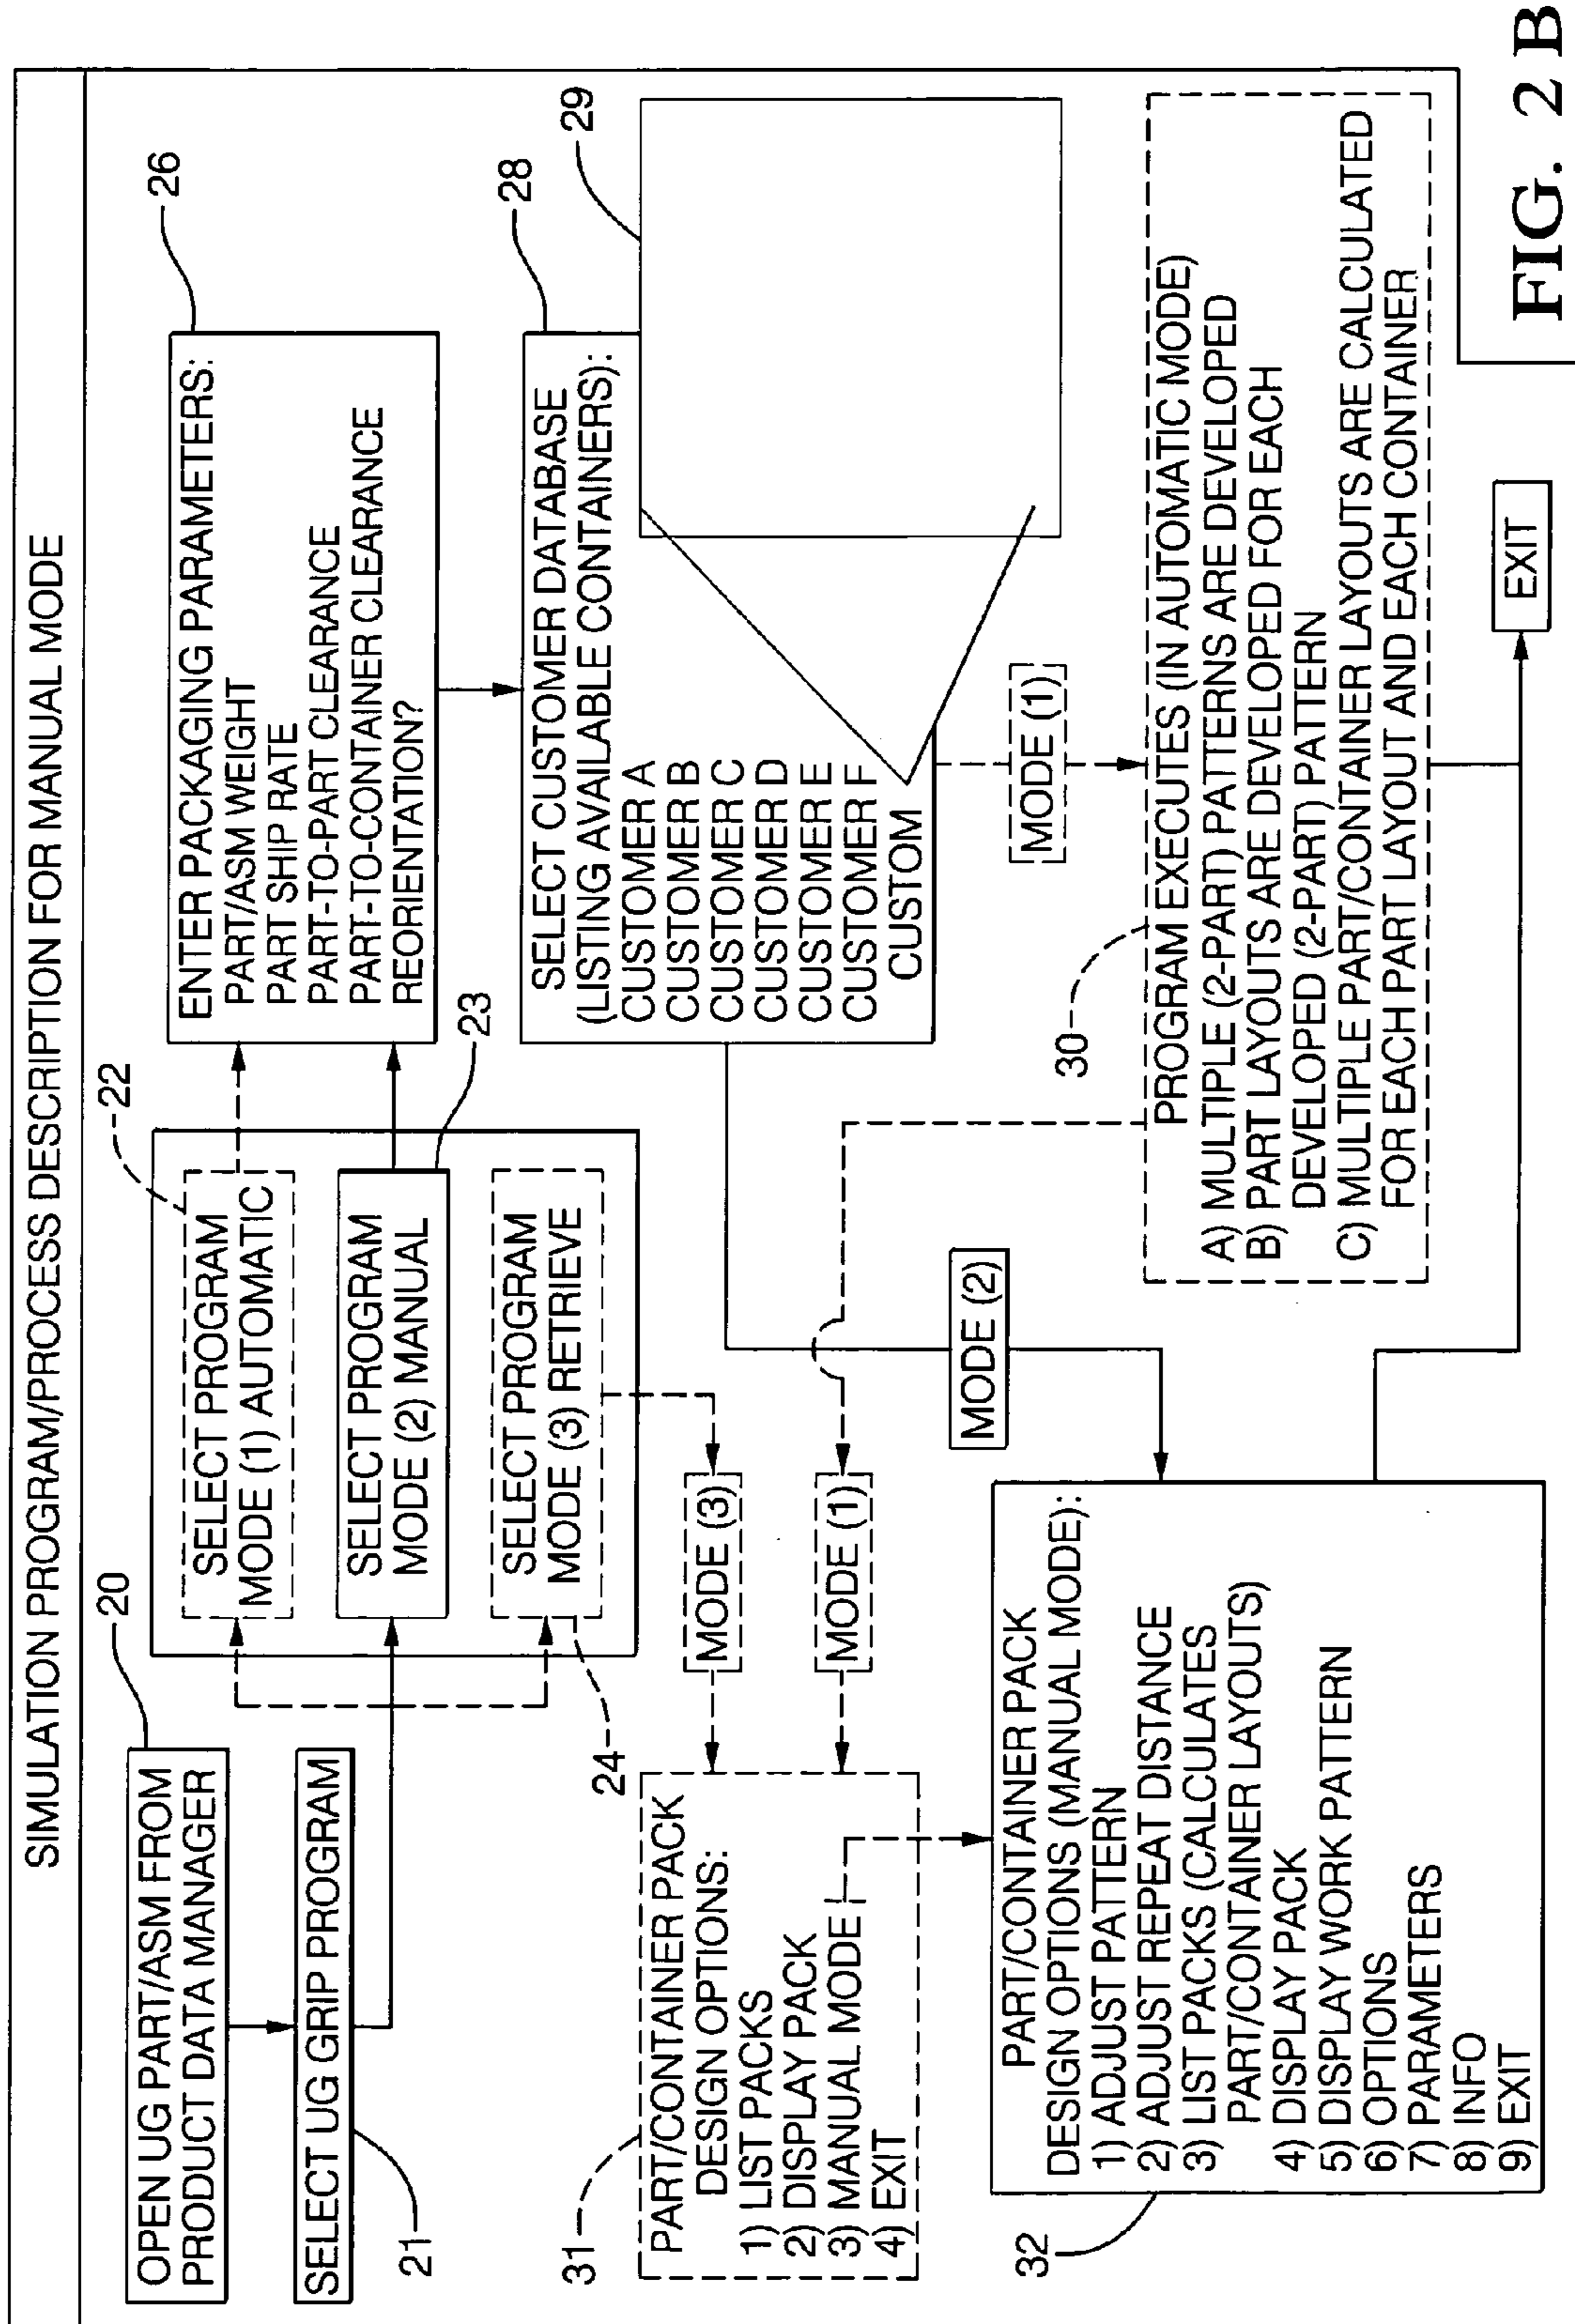 SIMULATION PROGRAM/PROCESS DESCRIPTION FOR MANUAL MODE
20
OPEN UG PART/ASM FROM
PRODUCT DATA MANAGER
SELECT UG GRIP PROGRAM
21
22
SELECT PROGRAM
MODE (1) AUTOMATIC
SELECT PROGRAM
MODE (2) MANUAL
23
SELECT PROGRAM
MODE (3) RETRIEVE
24
26
ENTER PACKAGING PARAMETERS:
PART/ASM WEIGHT
PART SHIP RATE
PART-TO-PART CLEARANCE
PART-TO-CONTAINER CLEARANCE
REORIENTATION?
28
SELECT CUSTOMER DATABASE
(LISTING AVAILABLE CONTAINERS):
CUSTOMER A
CUSTOMER B
CUSTOMER C
CUSTOMER D
CUSTOMER E
CUSTOMER F
CUSTOM
29
MODE (3)
MODE (1)
MODE (1)
MODE (2)
31
PART/CONTAINER PACK
DESIGN OPTIONS:
1) LIST PACKS
2) DISPLAY PACK
3) MANUAL MODE
4) EXIT
30
PROGRAM EXECUTES (IN AUTOMATIC MODE)
A) MULTIPLE (2-PART) PATTERNS ARE DEVELOPED
B) PART LAYOUTS ARE DEVELOPED FOR EACH
DEVELOPED (2-PART) PATTERN
C) MULTIPLE PART/CONTAINER LAYOUTS ARE CALCULATED
FOR EACH PART LAYOUT AND EACH CONTAINER
32
PART/CONTAINER PACK
DESIGN OPTIONS (MANUAL MODE):
1) ADJUST PATTERN
2) ADJUST REPEAT DISTANCE
3) LIST PACKS (CALCULATES
PART/CONTAINER LAYOUTS)
4) DISPLAY PACK
5) DISPLAY WORK PATTERN
6) OPTIONS
7) PARAMETERS
8) INFO
9) EXIT
EXIT
FIG. 2 B